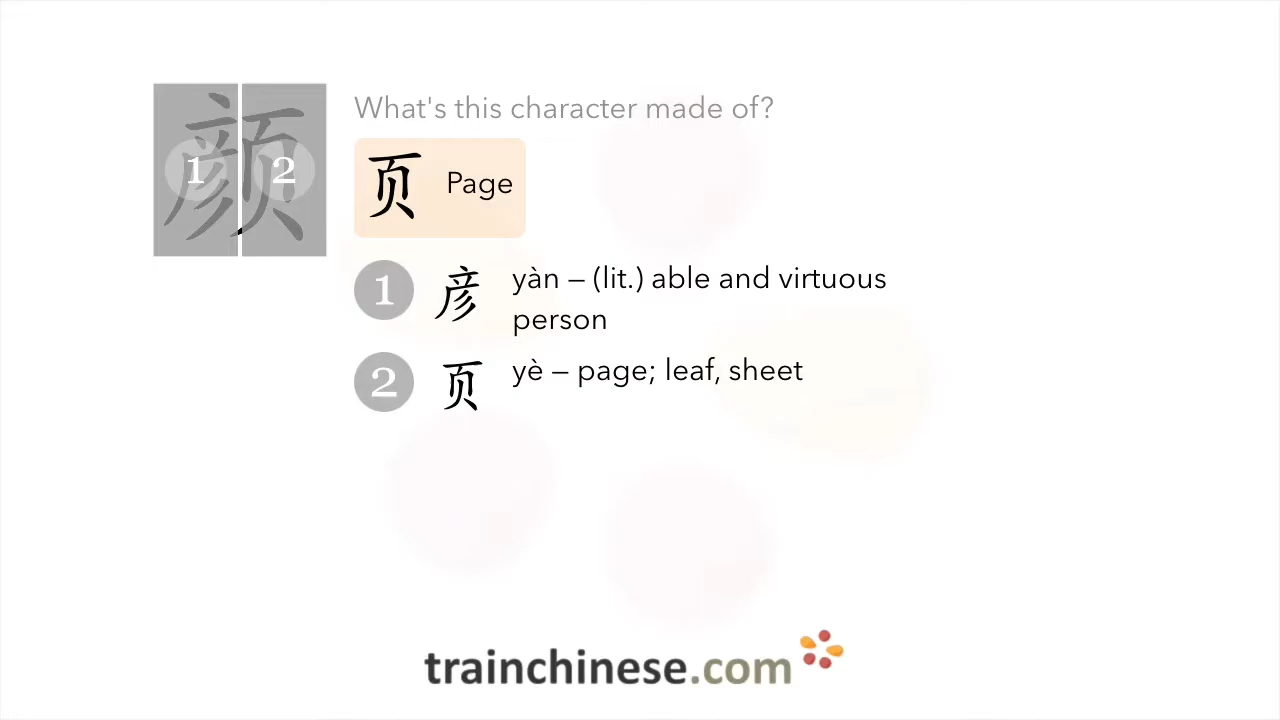 颜
1 2
What's this character made of?
页 Page
1 彦 yàn – (lit.) able and virtuous
person
2 页 yè – page; leaf, sheet
trainchinese.com